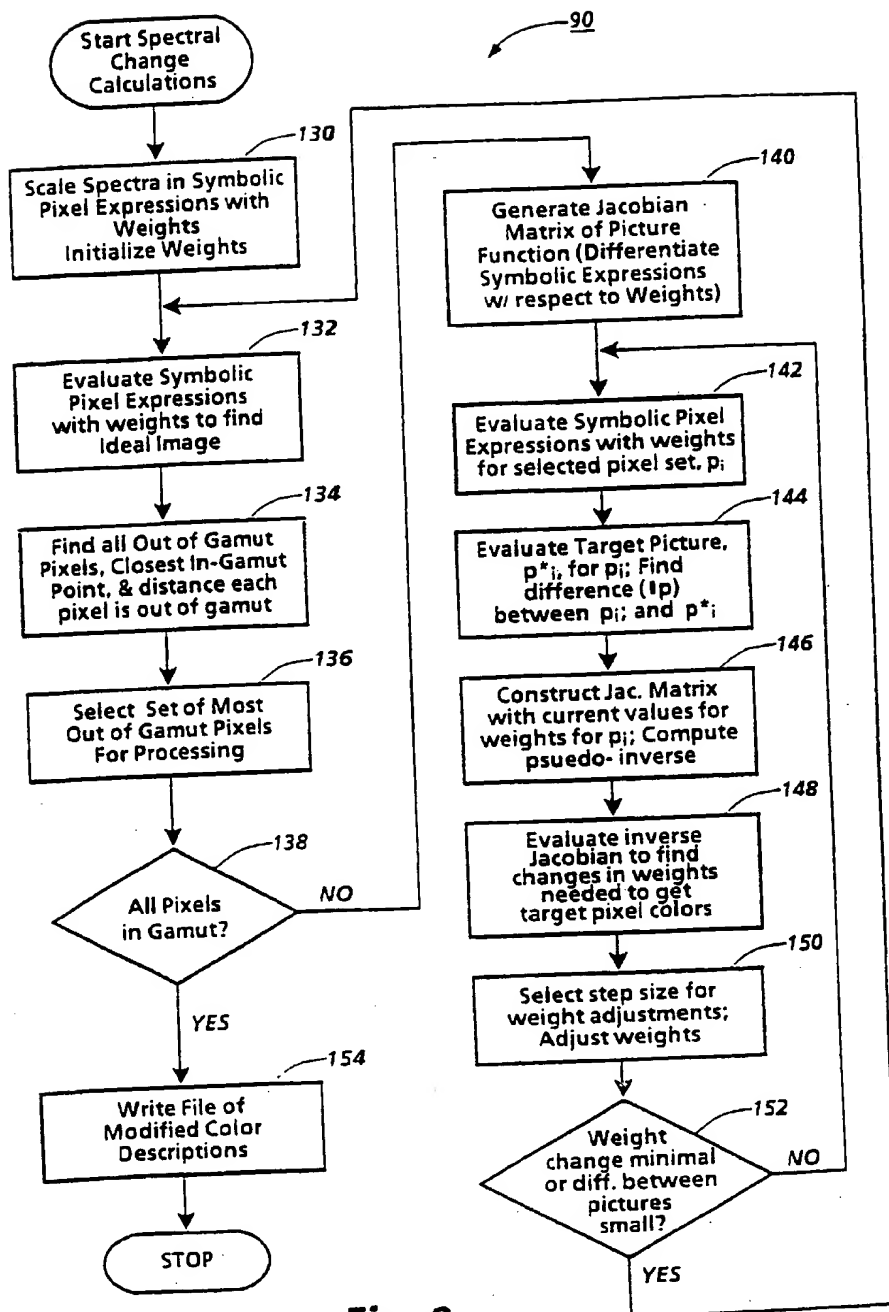 90
Start Spectral
Change
Calculations
130
Scale Spectra in Symbolic
Pixel Expressions with
Weights
Initialize Weights
132
Evaluate Symbolic
Pixel Expressions
with weights to find
Ideal Image
134
Find all Out of Gamut
Pixels, Closest In-Gamut
Point, & distance each
pixel is out of gamut
136
Select Set of Most
Out of Gamut Pixels
For Processing
138
All Pixels
in Gamut?
NO
YES
154
Write File of
Modified Color
Descriptions
STOP
140
Generate Jacobian
Matrix of Picture
Function (Differentiate
Symbolic Expressions
w/ respect to Weights)
142
Evaluate Symbolic Pixel
Expressions with weights
for selected pixel set, pi
144
Evaluate Target Picture,
p*i, for pi; Find
difference (▮p)
between pi; and p*i
146
Construct Jac. Matrix
with current values for
weights for pi; Compute
psuedo- inverse
148
Evaluate inverse
Jacobian to find
changes in weights
needed to get
target pixel colors
150
Select step size for
weight adjustments;
Adjust weights
152
Weight
change minimal
or diff. between
pictures
small?
NO
YES